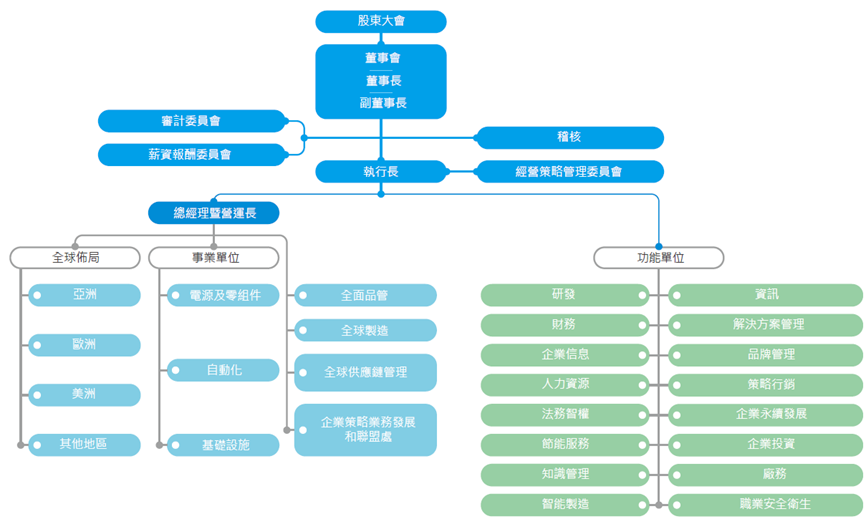 股東大會
董事會
董事長
副董事長
審計委員會
稽核
薪資報酬委員會
執行長
經營策略管理委員會
總經理暨營運長
全球佈局
事業單位
功能單位
亞洲
歐洲
美洲
其他地區
電源及零組件
自動化
基礎設施
全面品管
全球製造
全球供應鏈管理
企業策略業務發展
和聯盟處
研發
資訊
財務
解決方案管理
企業信息
品牌管理
人力資源
策略行銷
法務智權
企業永續發展
節能服務
企業投資
知識管理
廠務
智能製造
職業安全衛生